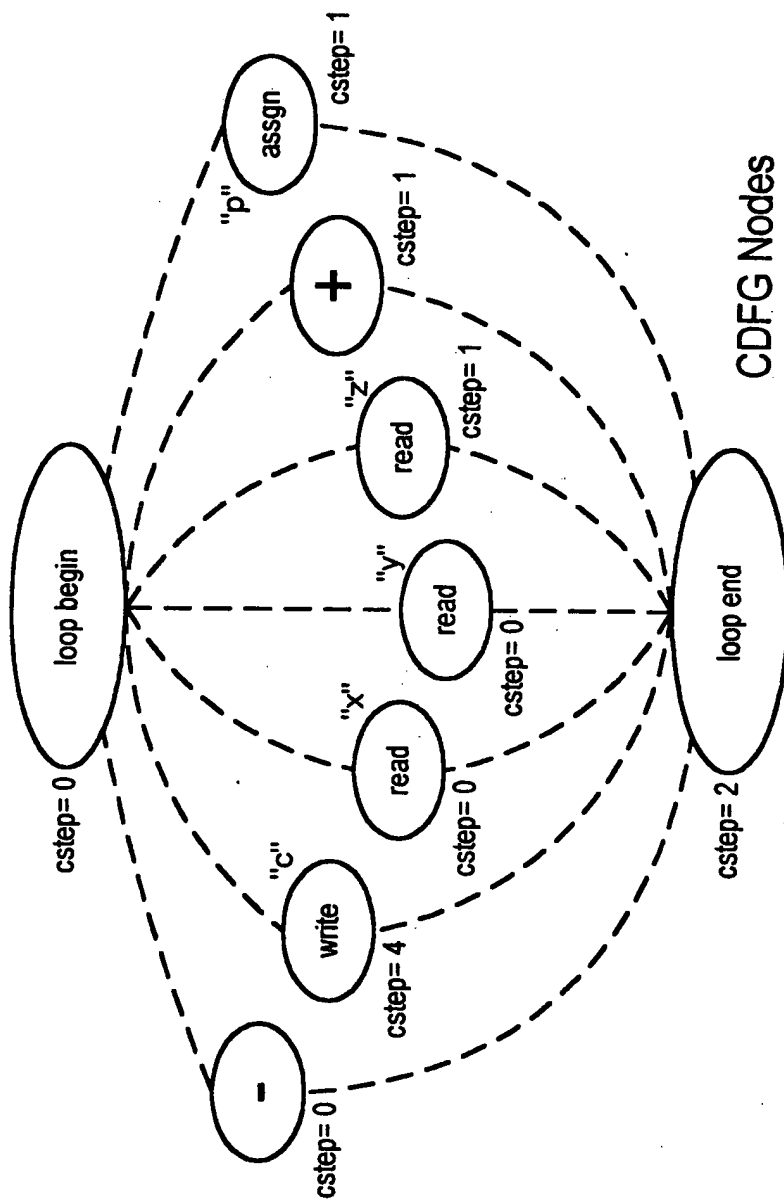 loop begin
cstep= 0
-
cstep= 0
"c"
write
cstep= 4
"x"
read
cstep= 0
"y"
read
cstep= 0
"z"
read
cstep= 1
+
cstep= 1
"p"
assgn
cstep= 1
loop end
cstep= 2
CDFG Nodes